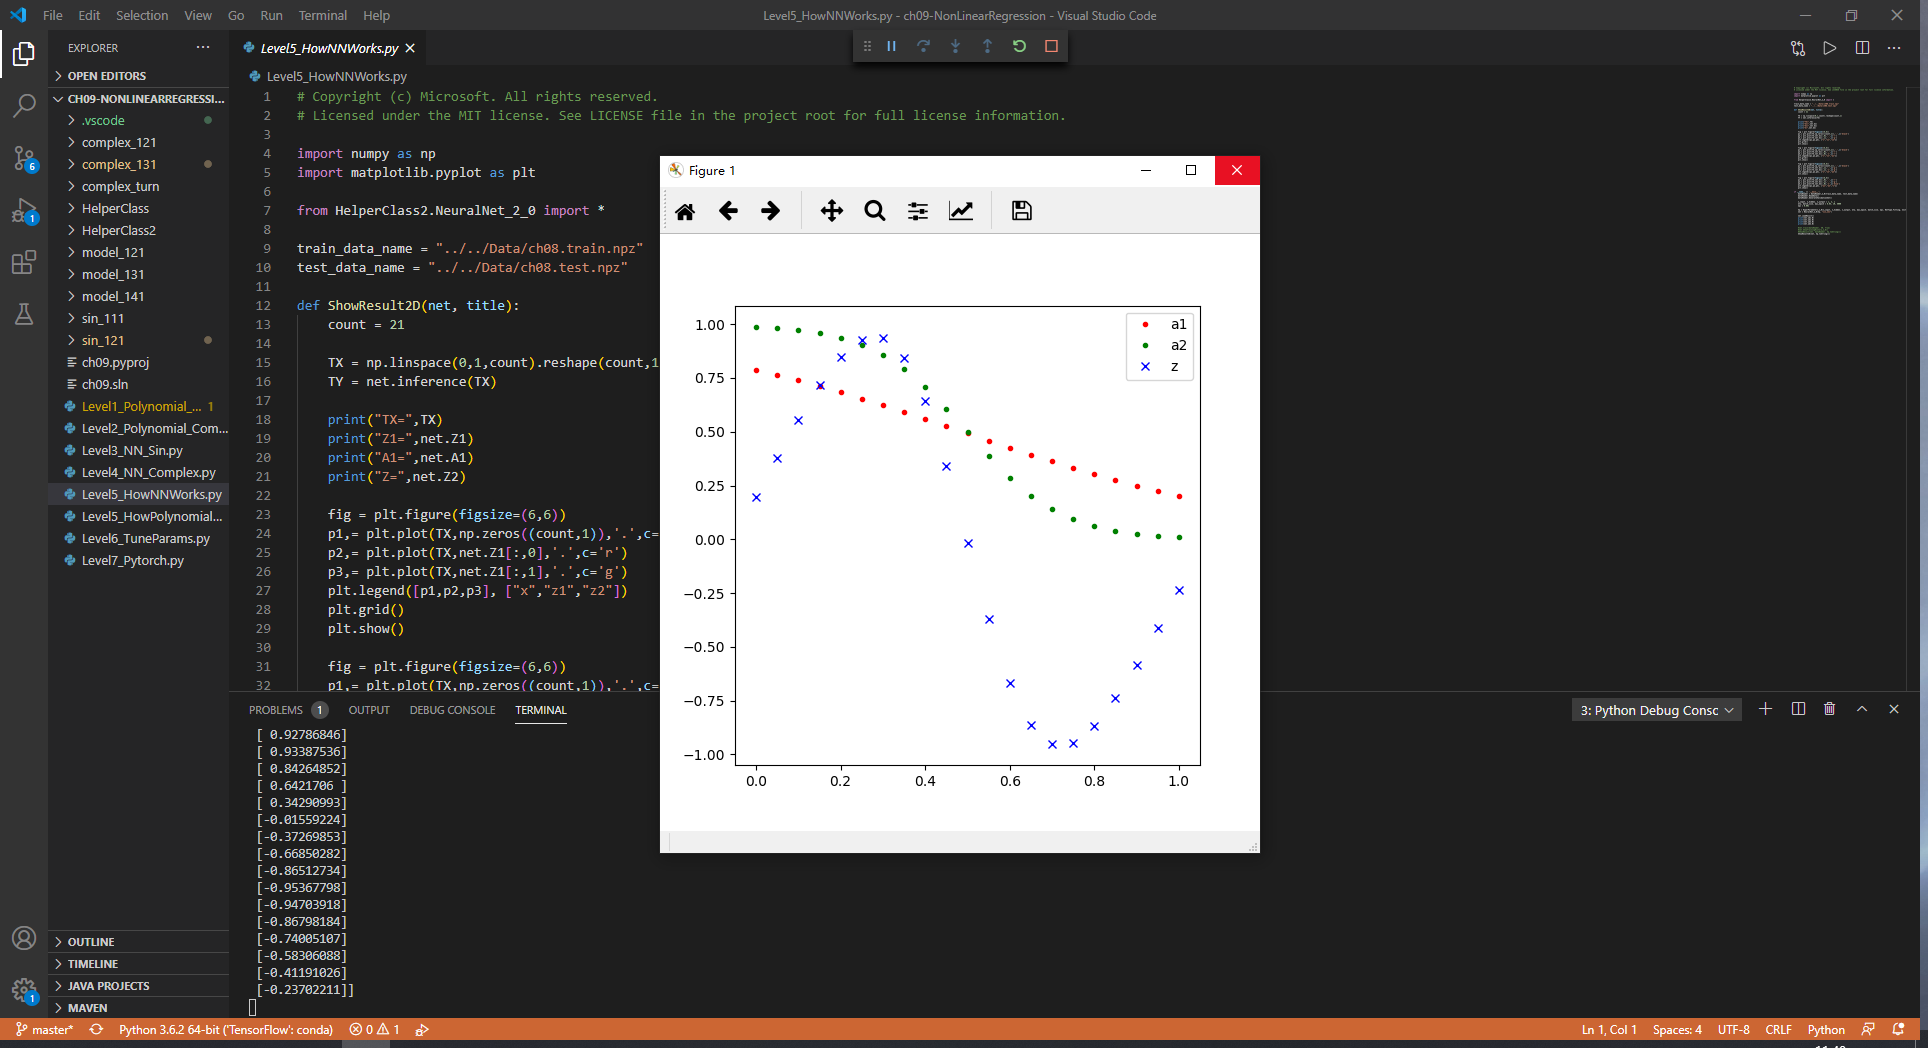 File Edit Selection View Go Run Terminal Help
Level5_HowNNWorks.py - ch09-NonLinearRegression - Visual Studio Code
EXPLORER
OPEN EDITORS
CH09-NONLINEARREGRESSI...
.vscode
complex_121
complex_131
complex_turn
HelperClass
HelperClass2
model_121
model_131
model_141
sin_111
sin_121
ch09.pyproj
ch09.sln
Level1_Polynomial_... 1
Level2_Polynomial_Com...
Level3_NN_Sin.py
Level4_NN_Complex.py
Level5_HowNNWorks.py
Level5_HowPolynomial...
Level6_TuneParams.py
Level7_Pytorch.py
OUTLINE
TIMELINE
JAVA PROJECTS
MAVEN
6
1
1
Level5_HowNNWorks.py
Level5_HowNNWorks.py
1 # Copyright (c) Microsoft. All rights reserved.
2 # Licensed under the MIT license. See LICENSE file in the project root for full license information.
3
4 import numpy as np
5 import matplotlib.pyplot as plt
6
7 from HelperClass2.NeuralNet_2_0 import *
8
9 train_data_name = "../../Data/ch08.train.npz"
10 test_data_name = "../../Data/ch08.test.npz"
11
12 def ShowResult2D(net, title):
13 count = 21
14
15 TX = np.linspace(0,1,count).reshape(count,1
16 TY = net.inference(TX)
17
18 print("TX=",TX)
19 print("Z1=",net.Z1)
20 print("A1=",net.A1)
21 print("Z=",net.Z2)
22
23 fig = plt.figure(figsize=(6,6))
24 p1,= plt.plot(TX,np.zeros((count,1)),'.',c=
25 p2,= plt.plot(TX,net.Z1[:,0],'.',c='r')
26 p3,= plt.plot(TX,net.Z1[:,1],'.',c='g')
27 plt.legend([p1,p2,p3], ["x","z1","z2"])
28 plt.grid()
29 plt.show()
30
31 fig = plt.figure(figsize=(6,6))
32 p1,= plt.plot(TX,np.zeros((count,1)),'.',c=
Figure 1
1.00
0.75
0.50
0.25
0.00
−0.25
−0.50
−0.75
−1.00
0.0 0.2 0.4 0.6 0.8 1.0
a1
a2
z
PROBLEMS 1 OUTPUT DEBUG CONSOLE TERMINAL
3: Python Debug Consc
[ 0.92786846]
[ 0.93387536]
[ 0.84264852]
[ 0.6421706 ]
[ 0.34290993]
[-0.01559224]
[-0.37269853]
[-0.66850282]
[-0.86512734]
[-0.95367798]
[-0.94703918]
[-0.86798184]
[-0.74005107]
[-0.58306088]
[-0.41191026]
[-0.23702211]]
master* Python 3.6.2 64-bit ('TensorFlow': conda) 0 1
Ln 1, Col 1 Spaces: 4 UTF-8 CRLF Python